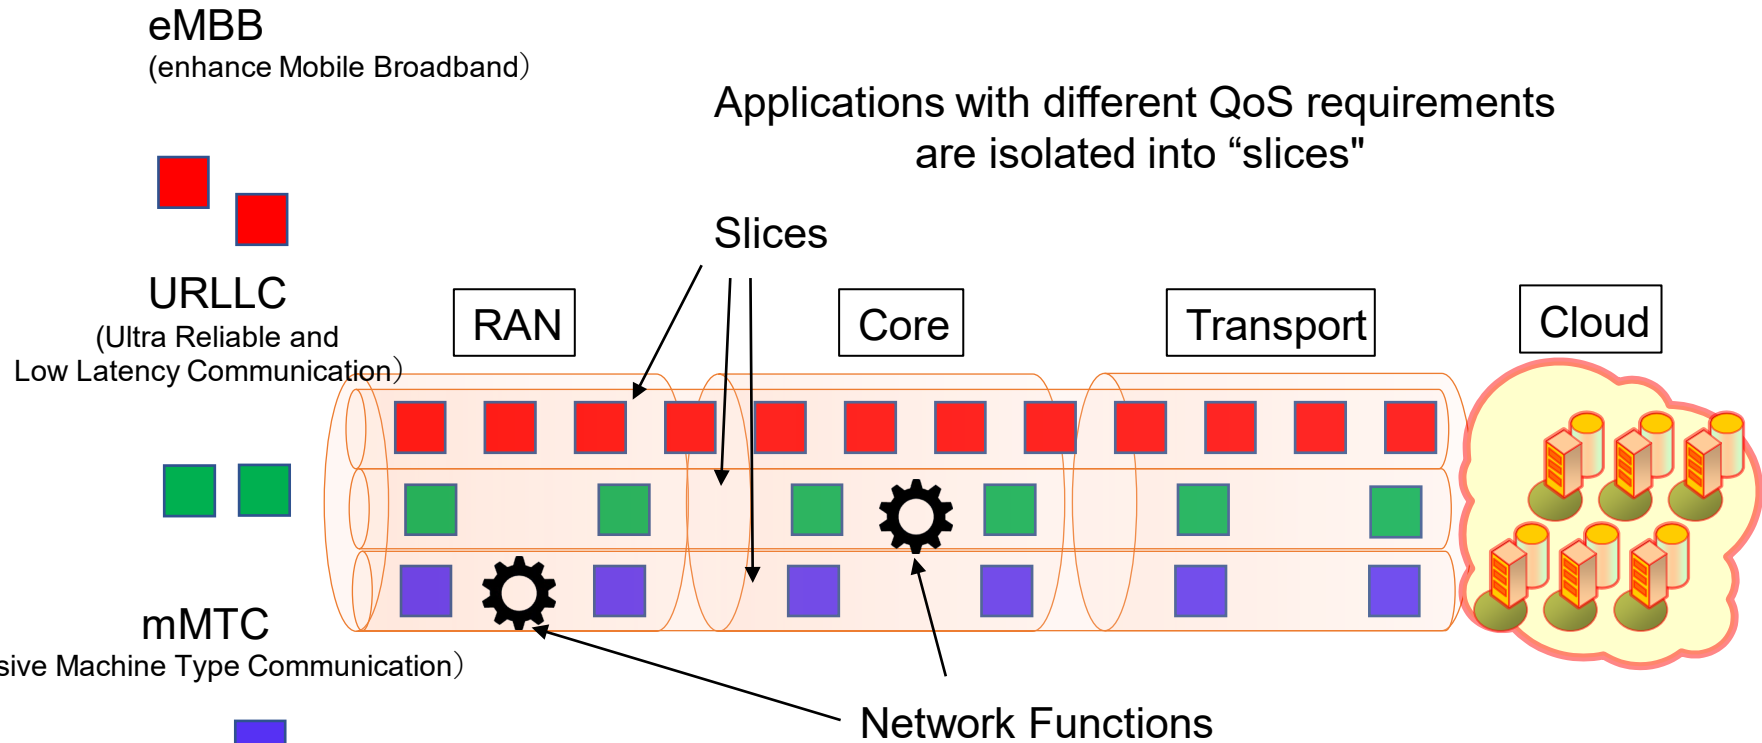 eMBB
(enhance Mobile Broadband）
Applications with different QoS requirements
are isolated into “slices"
Slices
URLLC
(Ultra Reliable and
Low Latency Communication）
RAN
Core
Transport
Cloud
mMTC
sive Machine Type Communication）
Network Functions